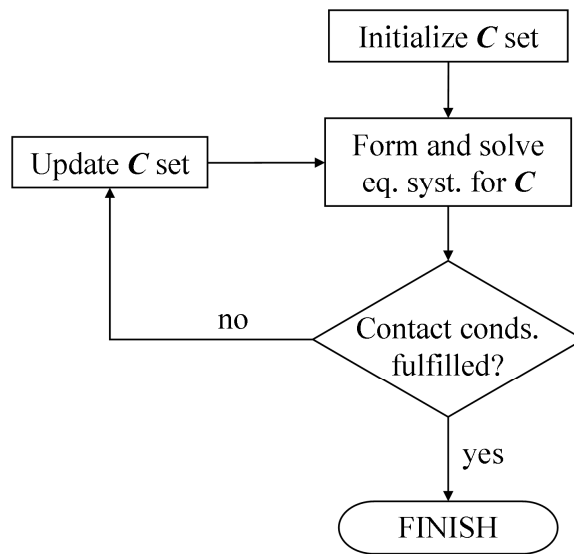 Initialize C set
Update C set
Form and solve
eq. syst. for C
no
Contact conds.
fulfilled?
yes
FINISH